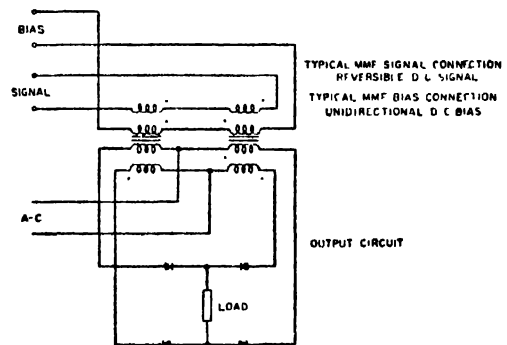 BIAS
SIGNAL
TYPICAL MMF SIGNAL CONNECTION
REVERSIBLE D C SIGNAL
TYPICAL MMF BIAS CONNECTION
UNIDIRECTIONAL D C BIAS
A-C
OUTPUT CIRCUIT
LOAD